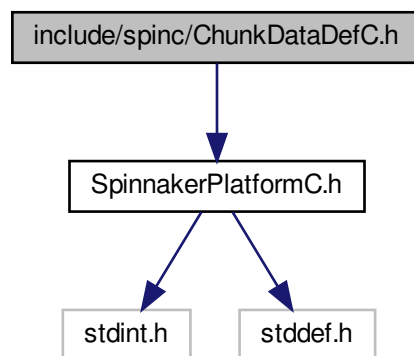 include/spinc/ChunkDataDefC.h
SpinnakerPlatformC.h
stdint.h
stddef.h